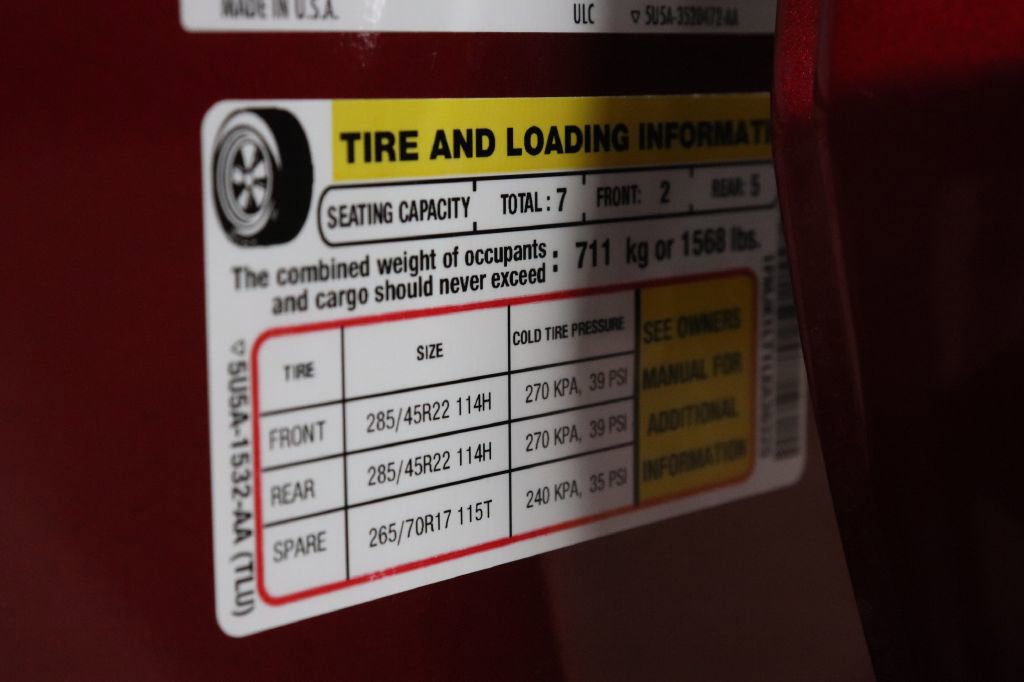 MADE IN U.S.A.
ULC ▽ 5U5A-3520472-AA
TIRE AND LOADING INFORMATI
SEATING CAPACITY TOTAL: 7 FRONT: 2 REAR: 5
The combined weight of occupants
and cargo should never exceed : 711 kg or 1568 lbs.
TIRE SIZE COLD TIRE PRESSURE
FRONT 285/45R22 114H 270 KPA, 39 PSI
REAR 285/45R22 114H 270 KPA, 39 PSI
SPARE 265/70R17 115T 240 KPA, 35 PSI
SEE OWNERS
MANUAL FOR
ADDITIONAL
INFORMATION
▽5U5A-1532-AA (TLU)